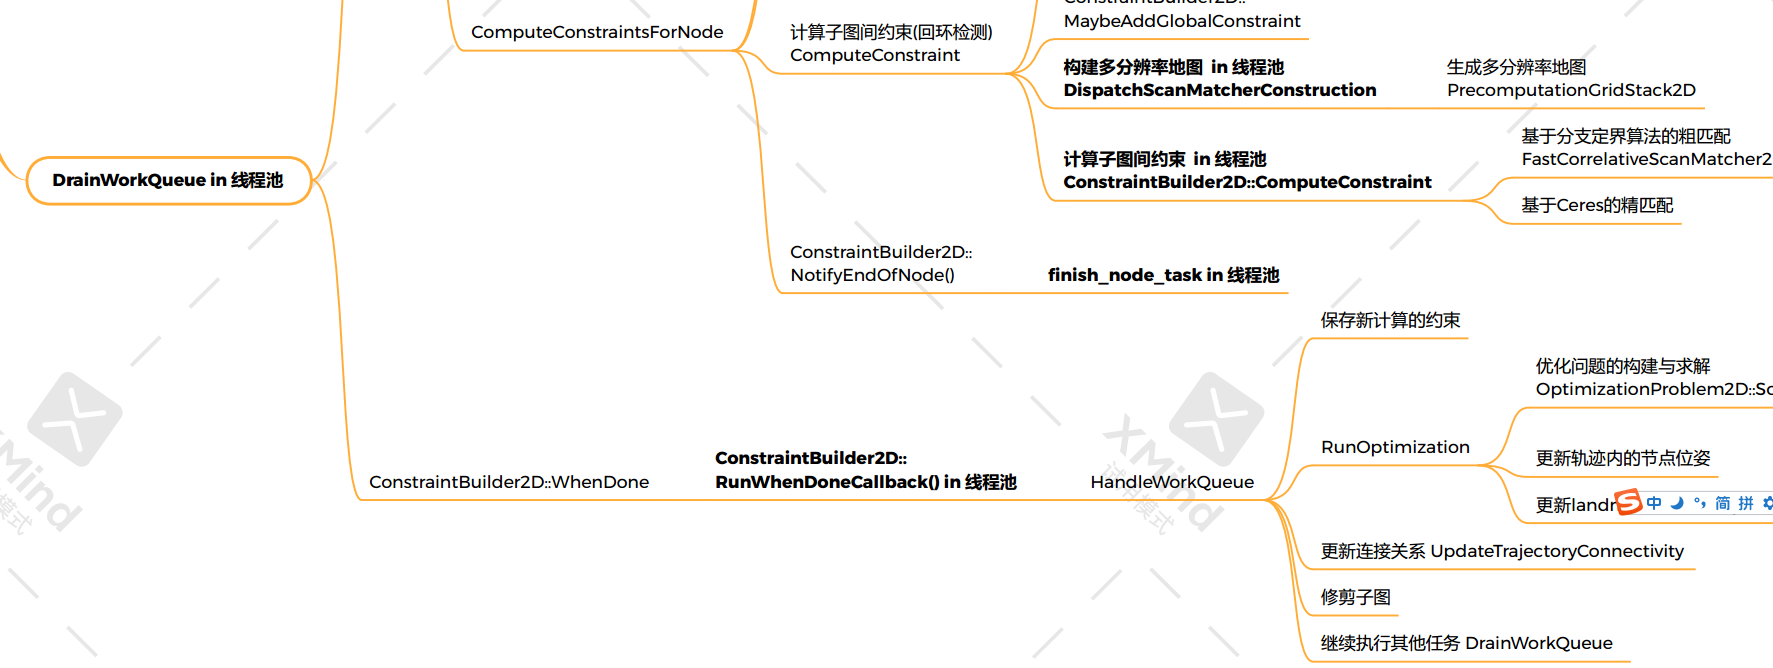 ComputeConstraintsForNode
计算子图间约束(回环检测)
ComputeConstraint
ConstraintBuilder2D::
MaybeAddGlobalConstraint
构建多分辨率地图 in 线程池
DispatchScanMatcherConstruction
生成多分辨率地图
PrecomputationGridStack2D
计算子图间约束 in 线程池
ConstraintBuilder2D::ComputeConstraint
基于分支定界算法的粗匹配
FastCorrelativeScanMatcher2
基于Ceres的精匹配
DrainWorkQueue in 线程池
ConstraintBuilder2D::
NotifyEndOfNode()
finish_node_task in 线程池
ConstraintBuilder2D::WhenDone
ConstraintBuilder2D::
RunWhenDoneCallback() in 线程池
HandleWorkQueue
保存新计算的约束
RunOptimization
优化问题的构建与求解
OptimizationProblem2D::So
更新轨迹内的节点位姿
更新landr
中 简 拼
更新连接关系 UpdateTrajectoryConnectivity
修剪子图
继续执行其他任务 DrainWorkQueue
XMind
模式
XMind
试用模式